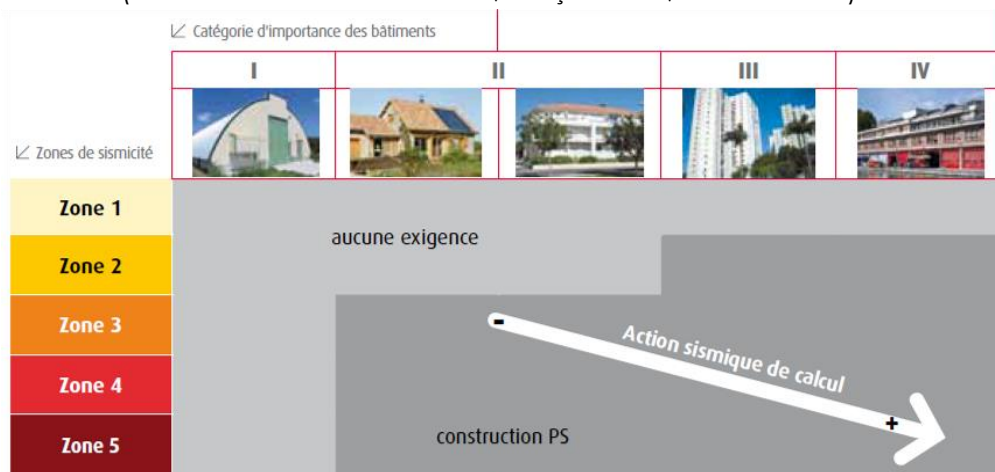 Catégorie d'importance des bâtiments
I II III IV
Zones de sismicité
Zone 1
aucune exigence
Zone 2
Zone 3
-
Action sismique de calcul
Zone 4
+
construction PS
Zone 5